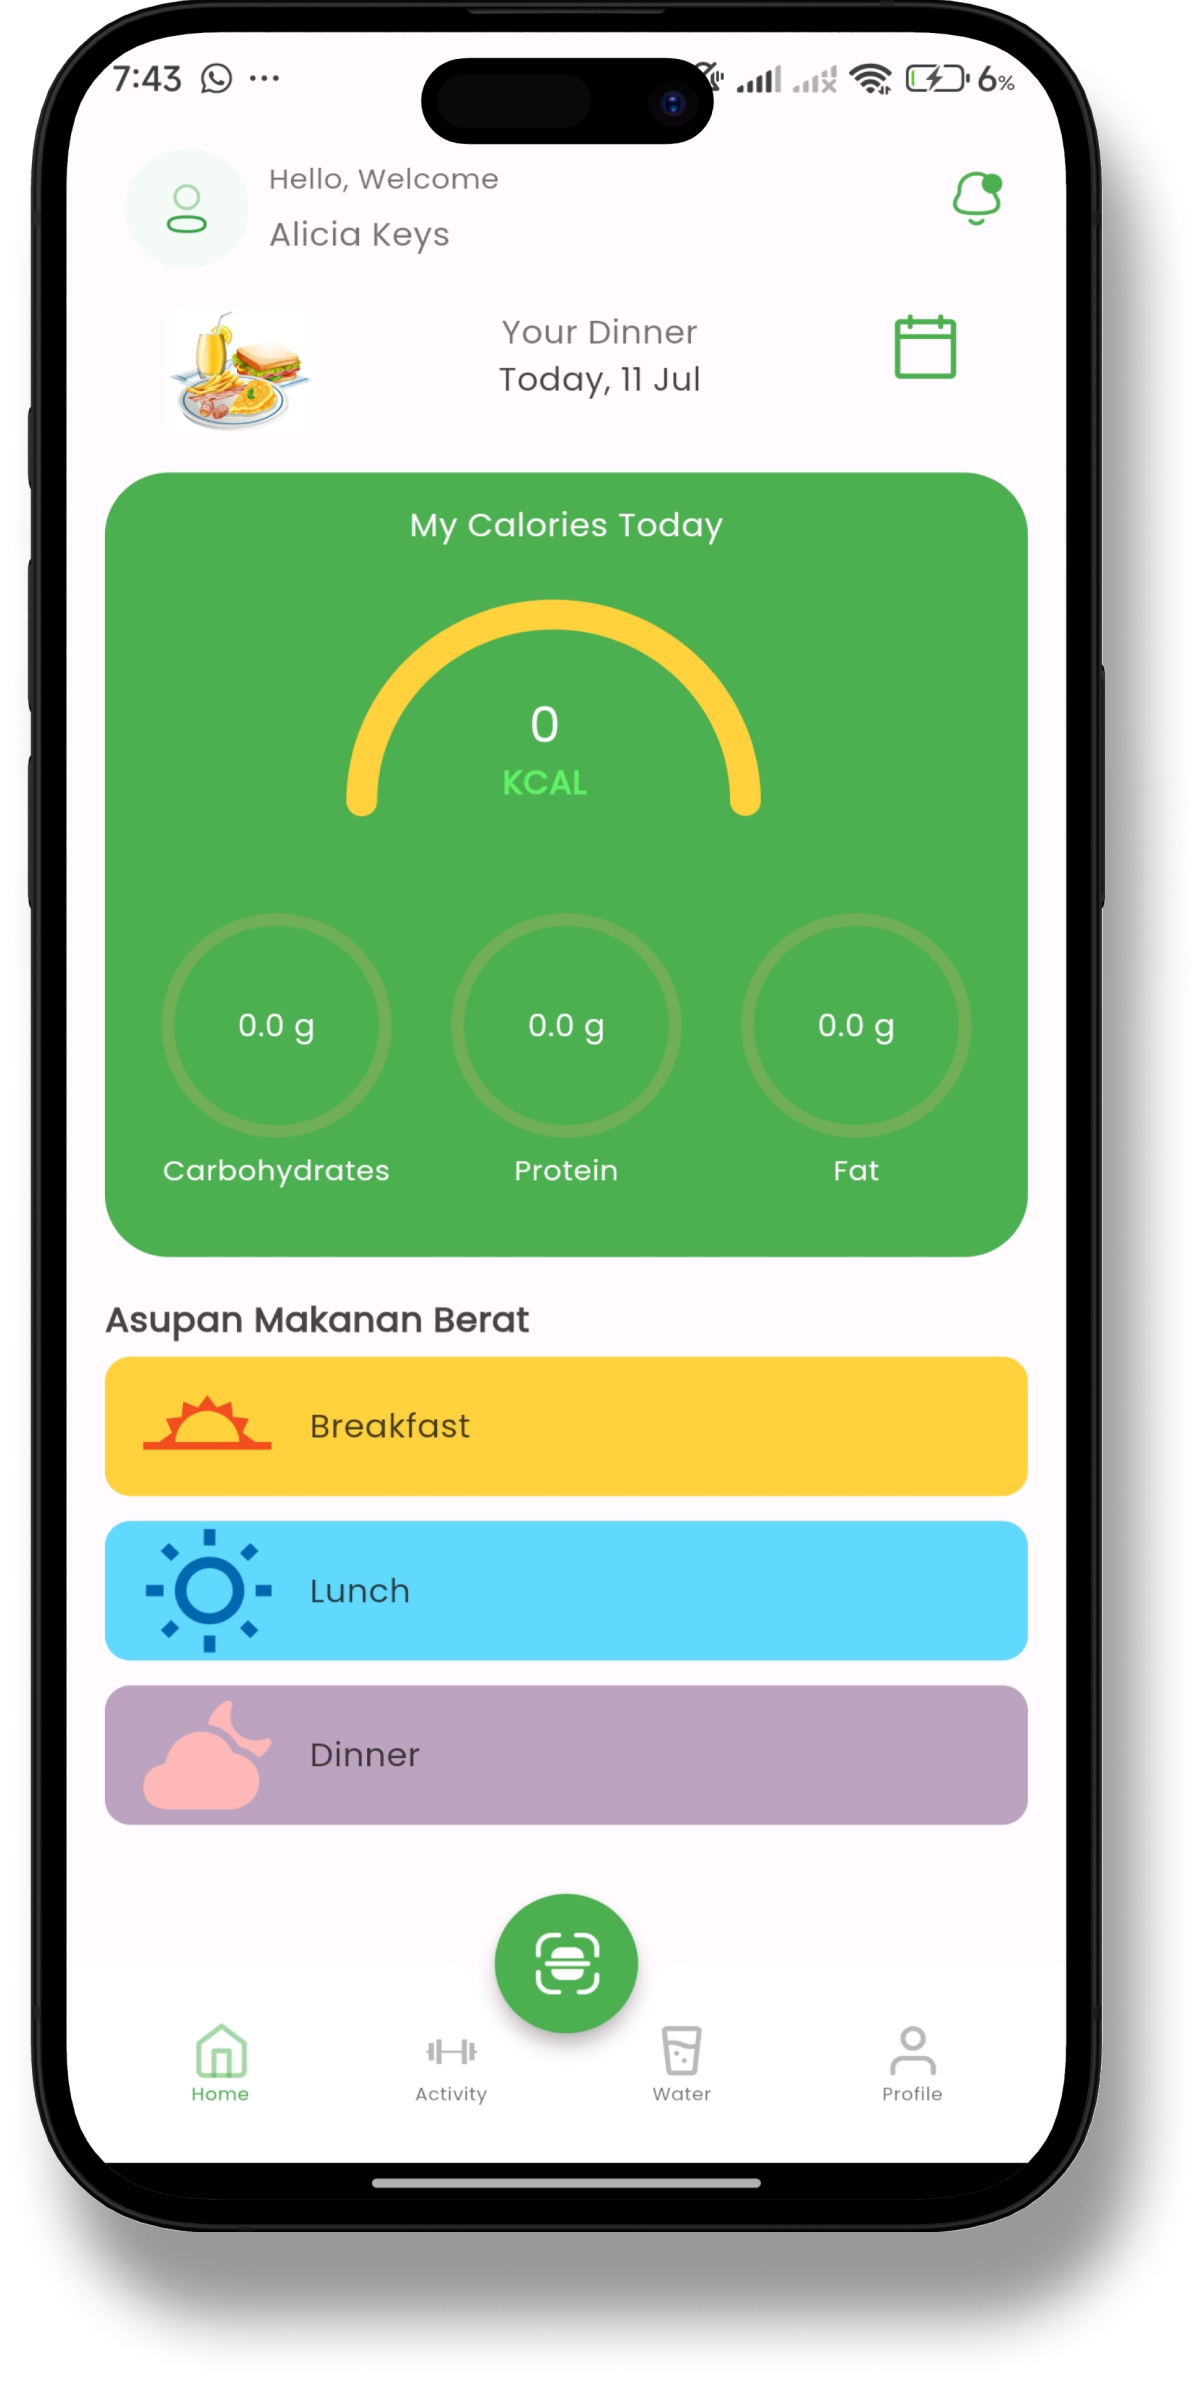 7:43
6%
Hello, Welcome
Alicia Keys
Your Dinner
Today, 11 Jul
My Calories Today
0
KCAL
0.0 g
0.0 g
0.0 g
Carbohydrates
Protein
Fat
Asupan Makanan Berat
Breakfast
Lunch
Dinner
Home
Activity
Water
Profile